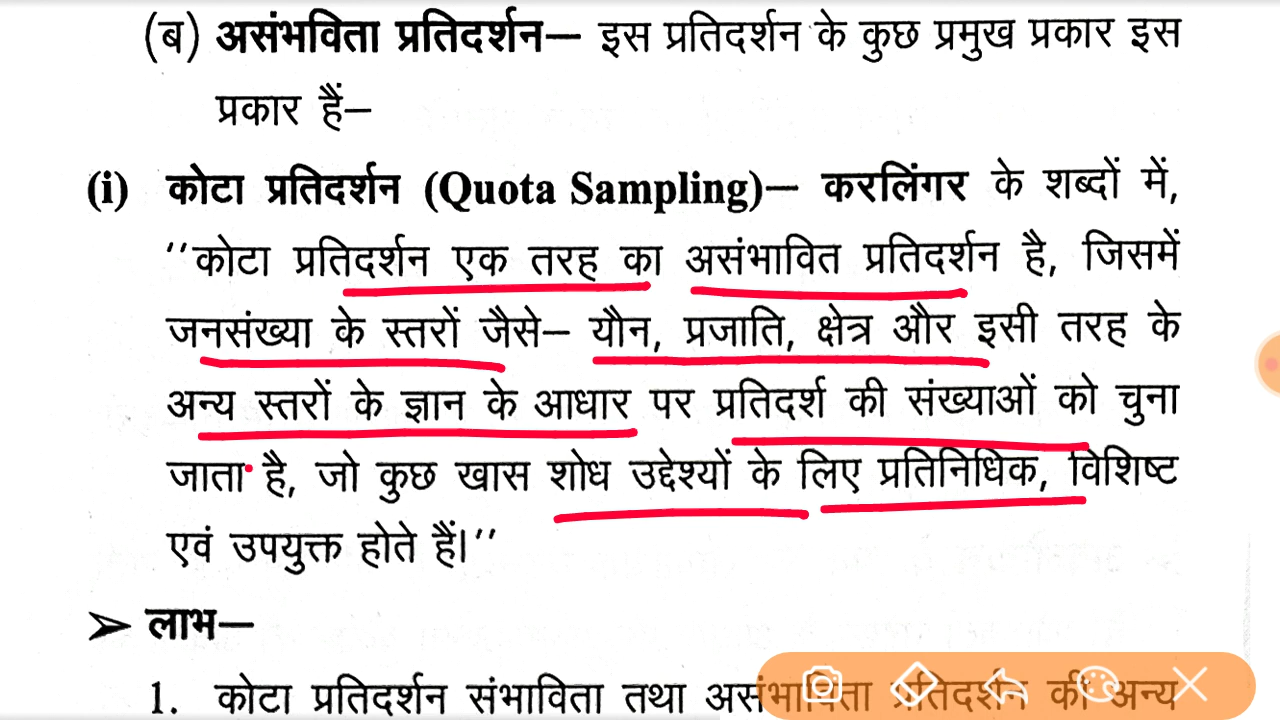 (ब) असंभविता प्रतिदर्शन— इस प्रतिदर्शन के कुछ प्रमुख प्रकार इस
प्रकार हैं—
(i) कोटा प्रतिदर्शन (Quota Sampling)— करलिंगर के शब्दों में,
‘‘कोटा प्रतिदर्शन एक तरह का असंभावित प्रतिदर्शन है, जिसमें
जनसंख्या के स्तरों जैसे— यौन, प्रजाति, क्षेत्र और इसी तरह के
अन्य स्तरों के ज्ञान के आधार पर प्रतिदर्श की संख्याओं को चुना
जाता है, जो कुछ खास शोध उद्देश्यों के लिए प्रतिनिधिक, विशिष्ट
एवं उपयुक्त होते हैं।’’
➢ लाभ—
1. कोटा प्रतिदर्शन संभाविता तथा असंभाविता प्रतिदर्शन की अन्य